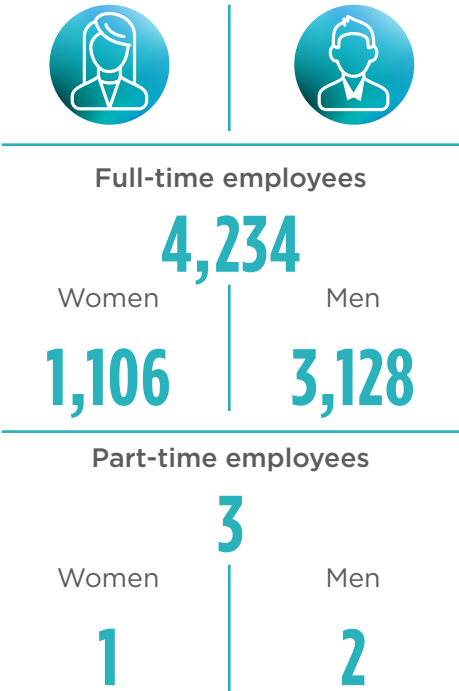 Full-time employees
4,234
Women Men
1,106 3,128
Part-time employees
3
Women Men
1 2